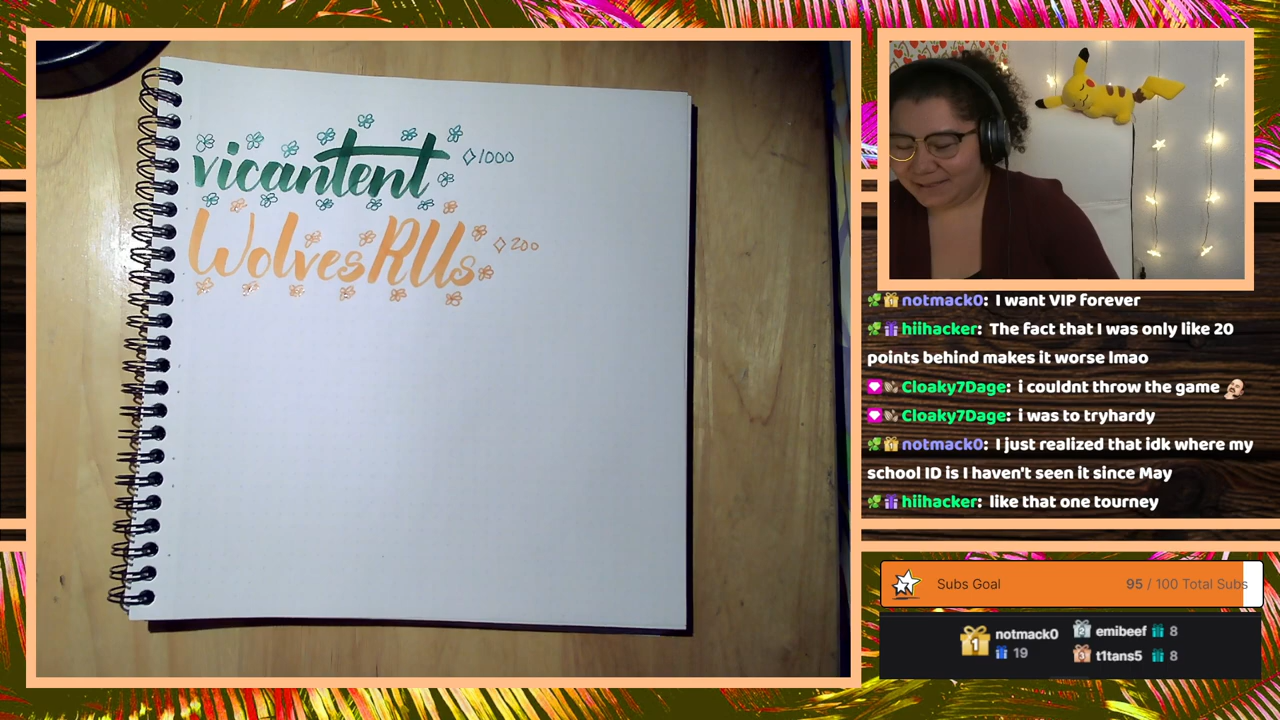 vicantent ◇1000
WolvesRUs ◇200
notmack0: I want VIP forever
hiihacker: The fact that I was only like 20
points behind makes it worse lmao
Cloaky7Dage: i couldnt throw the game
Cloaky7Dage: i was to tryhardy
notmack0: I just realized that idk where my
school ID is I haven't seen it since May
hiihacker: like that one tourney
Subs Goal 95 / 100 Total Subs
1 notmack0 19
2 emibeef 8
3 t1tans5 8